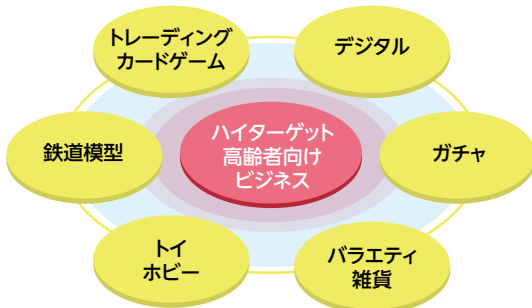 トレーディング
カードゲーム
デジタル
鉄道模型
ハイターゲット
高齢者向け
ビジネス
ガチャ
トイ
ホビー
バラエティ
雑貨